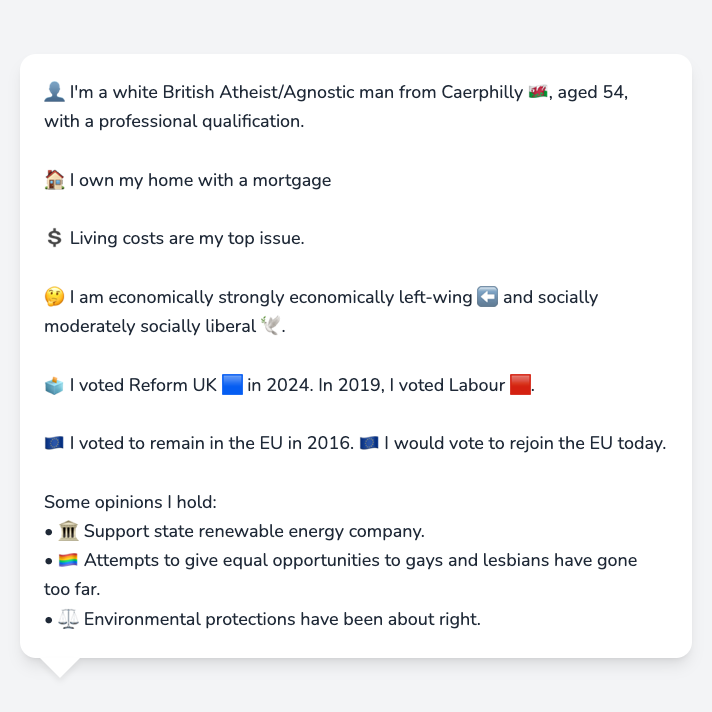 👤 I'm a white British Atheist/Agnostic man from Caerphilly 🏴󠁧󠁢󠁷󠁬󠁳󠁿, aged 54,
with a professional qualification.
🏠 I own my home with a mortgage
💲 Living costs are my top issue.
🤔 I am economically strongly economically left-wing ⬅️ and socially
moderately socially liberal 🕊️.
🗳️ I voted Reform UK 🟦 in 2024. In 2019, I voted Labour 🟥.
🇪🇺 I voted to remain in the EU in 2016. 🇪🇺 I would vote to rejoin the EU today.
Some opinions I hold:
• 🏛️ Support state renewable energy company.
• 🏳️‍🌈 Attempts to give equal opportunities to gays and lesbians have gone
too far.
• ⚖️ Environmental protections have been about right.